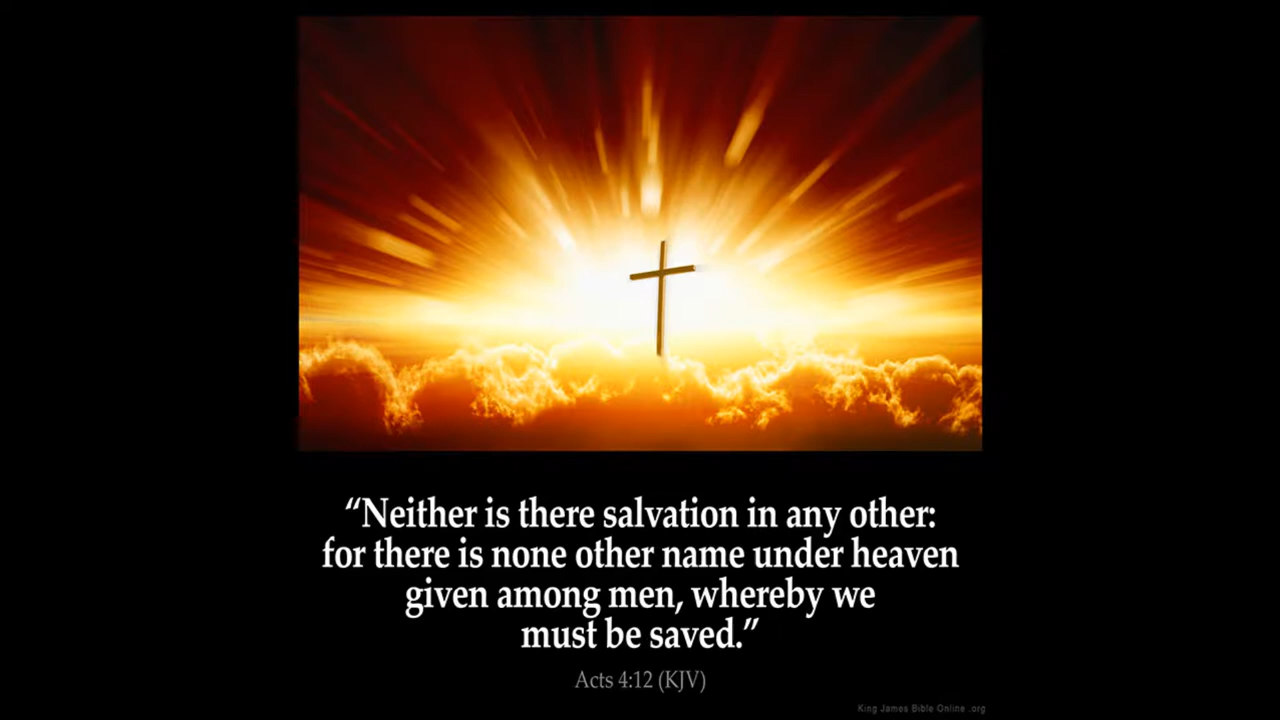 “Neither is there salvation in any other:
for there is none other name under heaven
given among men, whereby we
must be saved.”
Acts 4:12 (KJV)
King James Bible Online .org